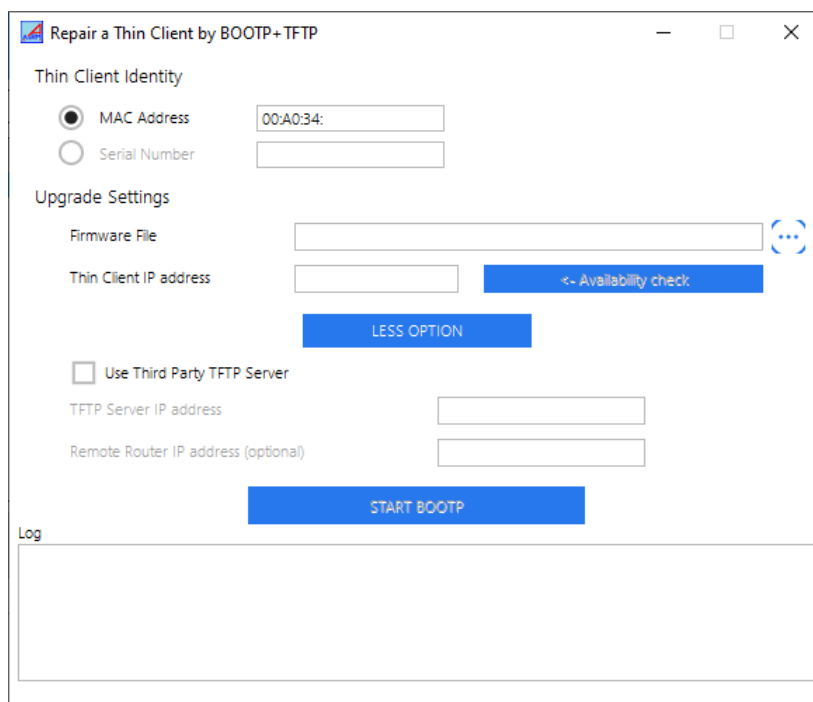 Repair a Thin Client by BOOTP+TFTP
Thin Client Identity
MAC Address 00:A0:34:
Serial Number
Upgrade Settings
Firmware File ...
Thin Client IP address <- Availability check
LESS OPTION
Use Third Party TFTP Server
TFTP Server IP address
Remote Router IP address (optional)
START BOOTP
Log